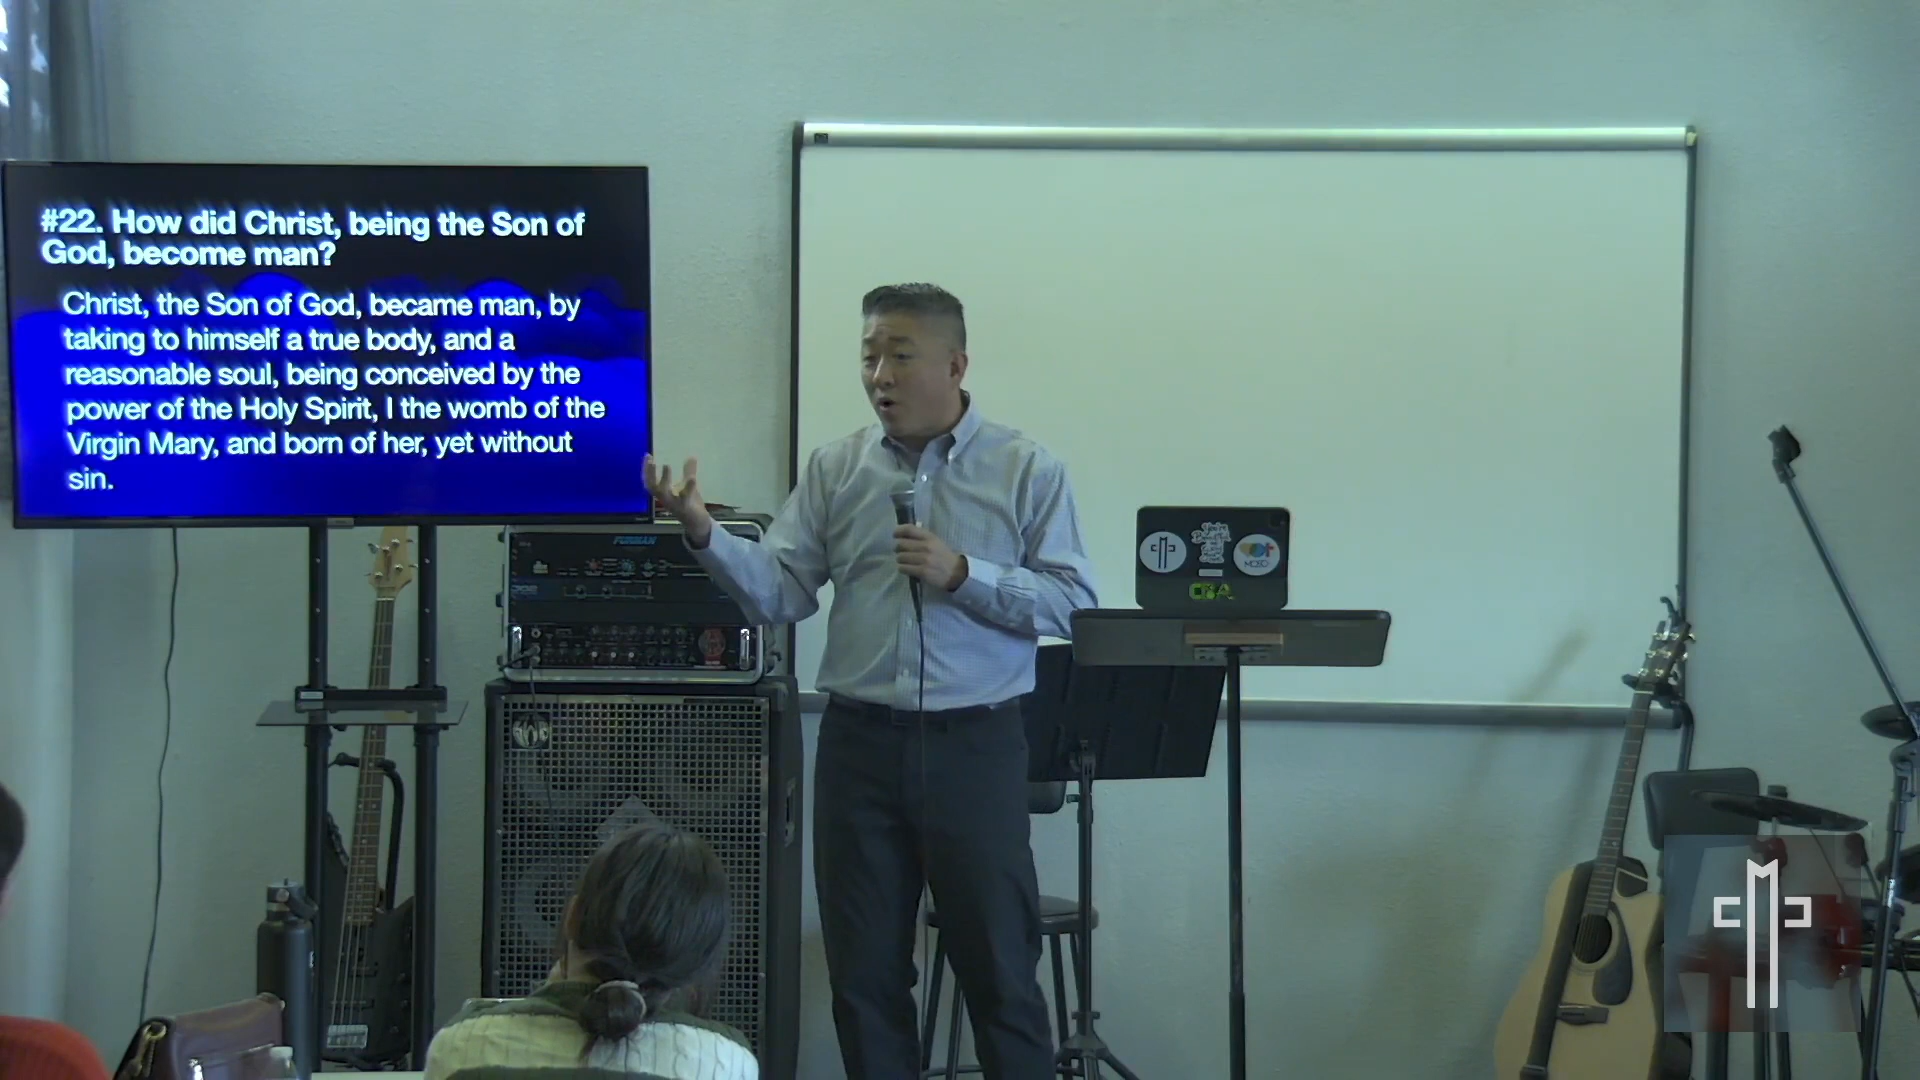 #22. How did Christ, being the Son of
God, become man?
Christ, the Son of God, became man, by
taking to himself a true body, and a
reasonable soul, being conceived by the
power of the Holy Spirit, I the womb of the
Virgin Mary, and born of her, yet without
sin.
FURMAN